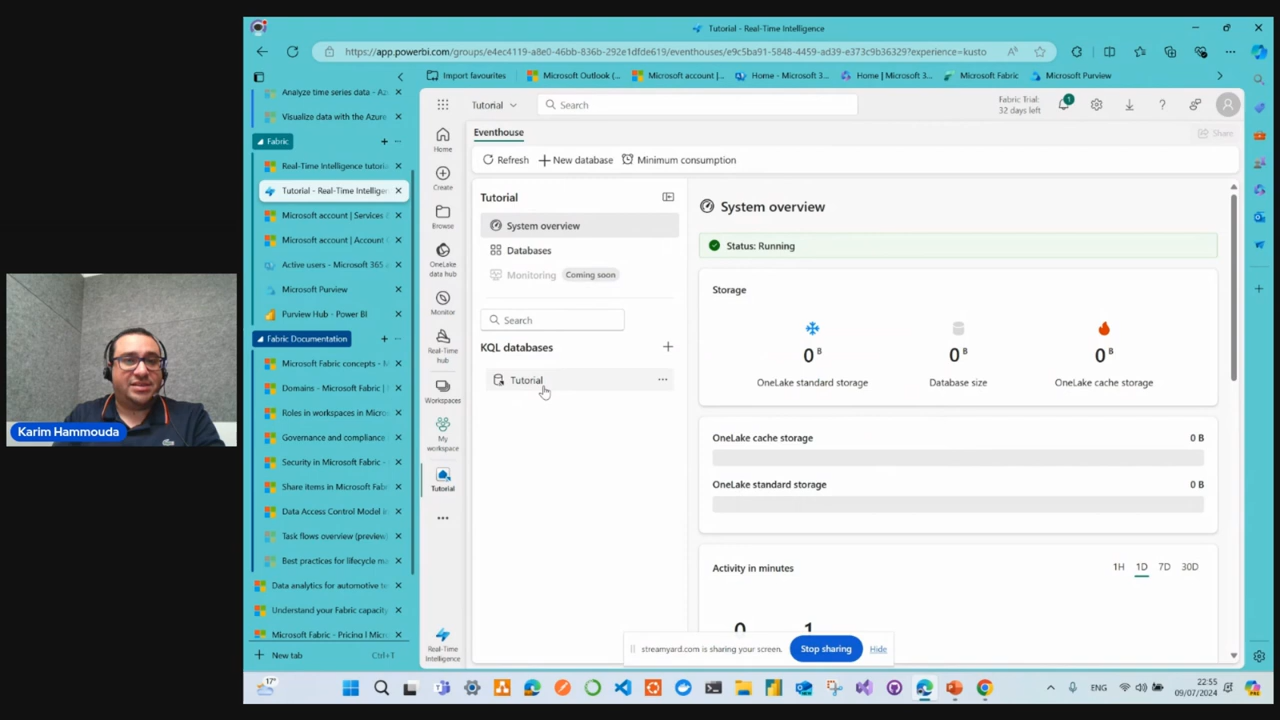 Tutorial - Real-Time Intelligence
https://app.powerbi.com/groups/e4ec4119-a8e0-46bb-836b-292e1dfde619/eventhouses/e9c5ba91-5848-4459-ad39-e373c9b36329?experience=kusto
Import favourites
Microsoft Outlook (...
Microsoft account |...
Home - Microsoft 3...
Home | Microsoft 3...
Microsoft Fabric
Microsoft Purview
Analyze time series data - Az
Visualize data with the Azure
Fabric
Real-Time Intelligence tutoria
Tutorial - Real-Time Intelliger
Microsoft account | Services
Microsoft account | Account
Active users - Microsoft 365
Microsoft Purview
Purview Hub - Power BI
Fabric Documentation
Microsoft Fabric concepts - M
Domains - Microsoft Fabric |
Roles in workspaces in Micro
Governance and compliance
Security in Microsoft Fabric -
Share items in Microsoft Fab
Data Access Control Model i
Task flows overview (preview
Best practices for lifecycle ma
Data analytics for automotive te
Understand your Fabric capacity
Microsoft Fabric - Pricing | Micr
New tab
Ctrl+T
Tutorial
Search
Fabric Trial:
32 days left
1
Home
Create
Browse
OneLake
data hub
Monitor
Real-Time
hub
Workspaces
My
workspace
Tutorial
Real-Time
Intelligence
Eventhouse
Share
Refresh
New database
Minimum consumption
Tutorial
System overview
Databases
Monitoring
Coming soon
Search
KQL databases
Tutorial
System overview
Status: Running
Storage
0 B
OneLake standard storage
0 B
Database size
0 B
OneLake cache storage
OneLake cache storage
0 B
OneLake standard storage
0 B
Activity in minutes
1H
1D
7D
30D
0
1
streamyard.com is sharing your screen.
Stop sharing
Hide
Karim Hammouda
17°
ENG
22:55
09/07/2024